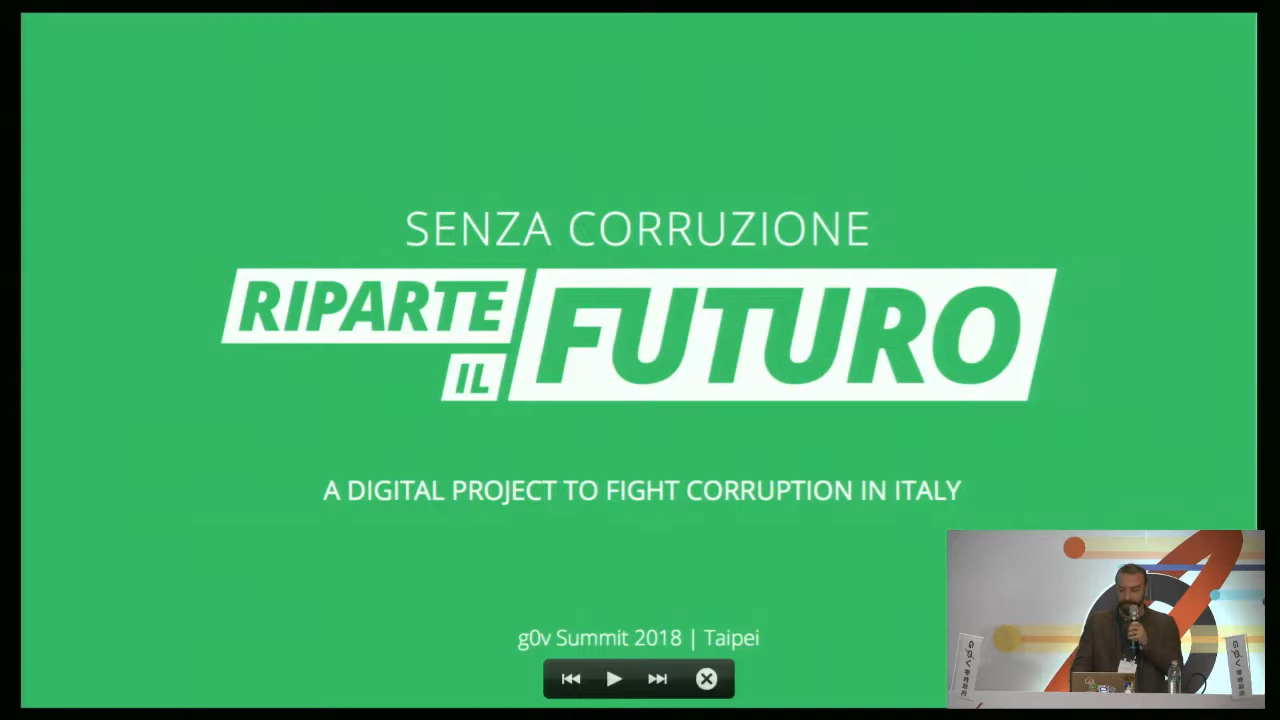 SENZA CORRUZIONE
RIPARTE
IL
FUTURO
A DIGITAL PROJECT TO FIGHT CORRUPTION IN ITALY
g0v Summit 2018 | Taipei